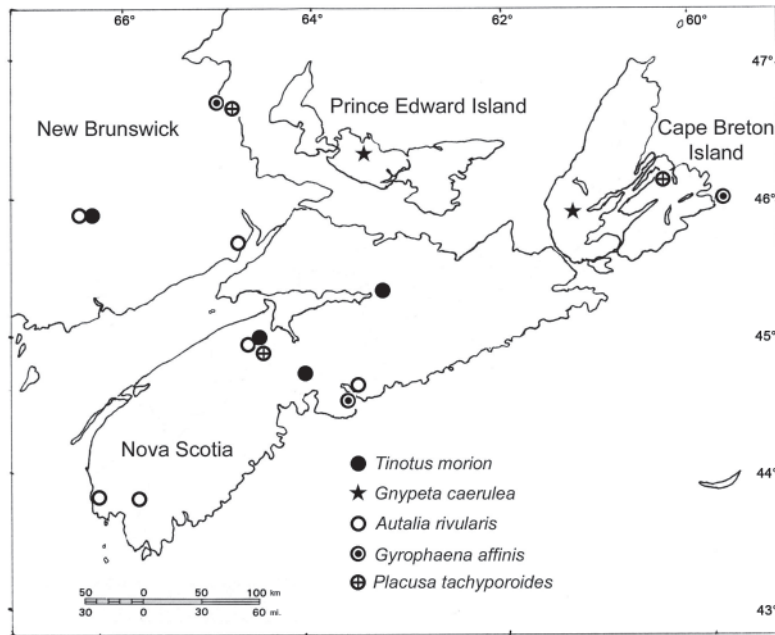 66° 64° 62° 60°
47°
Prince Edward Island
New Brunswick
Cape Breton
Island
46°
45°
Nova Scotia
44°
Tinotus morion
Gnypeta caerulea
Autalia rivularis
Gyrophaena affinis
Placusa tachyporoides
50 0 50 100 km
30 0 30 60 mi.
43°